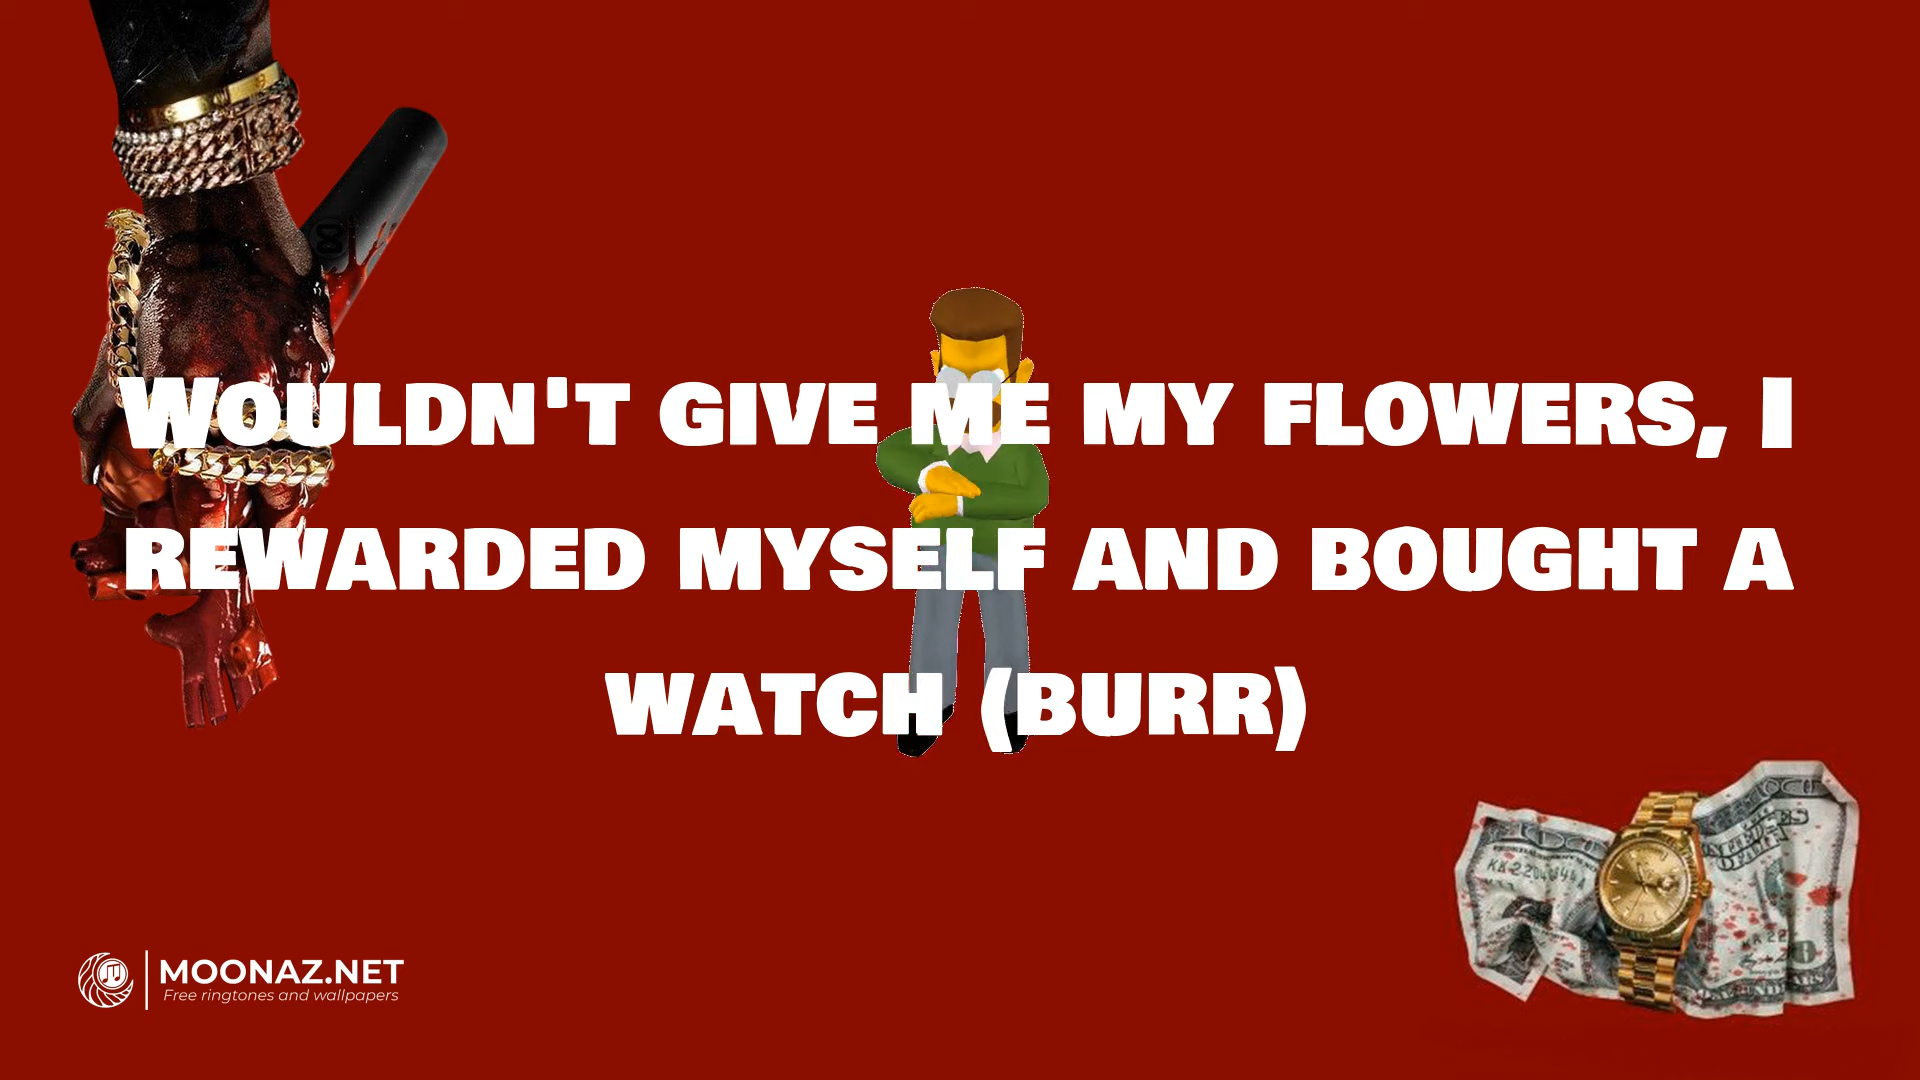 Wouldn't give me my flowers, I
rewarded myself and bought a
watch (burr)
MOONAZ.NET
Free ringtones and wallpapers